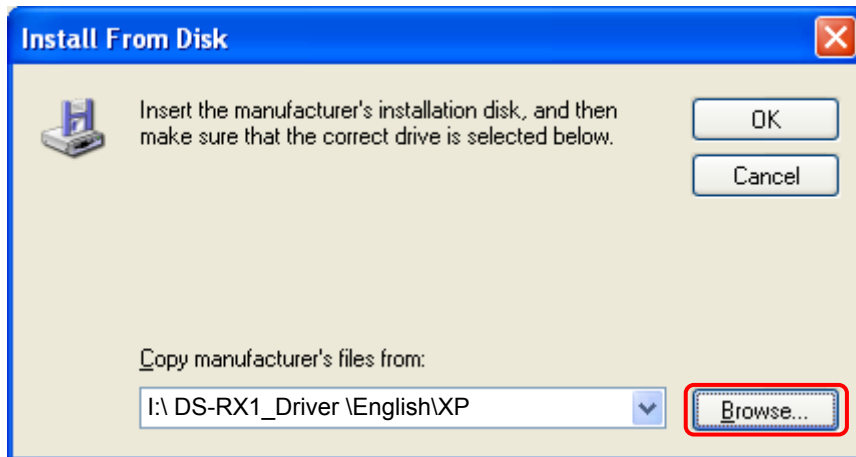 Install From Disk
Insert the manufacturer's installation disk, and then
make sure that the correct drive is selected below.
OK
Cancel
Copy manufacturer's files from:
I:\ DS-RX1_Driver \English\XP
Browse...